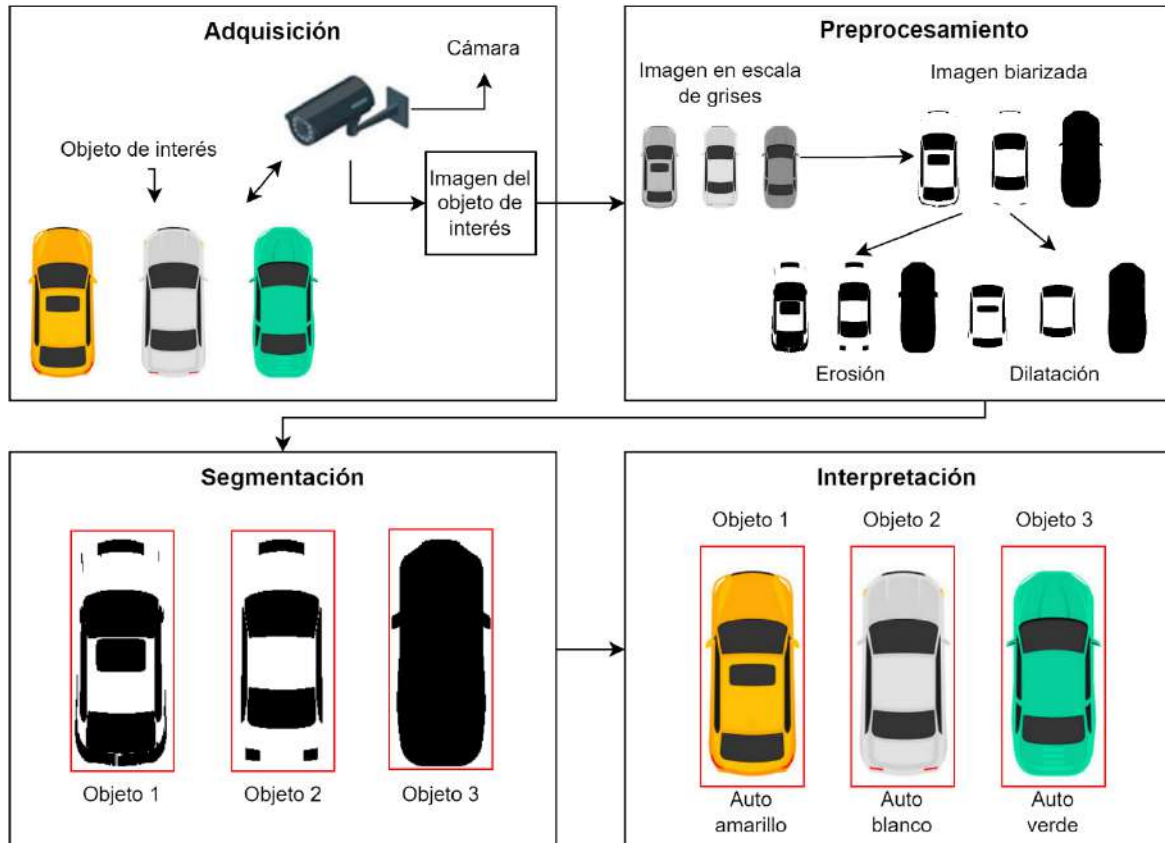 Adquisición
Cámara
Objeto de interés
Imagen del
objeto de
interés
Preprocesamiento
Imagen en escala
de grises
Imagen biarizada
Erosión
Dilatación
Segmentación
Objeto 1
Objeto 2
Objeto 3
Interpretación
Objeto 1
Objeto 2
Objeto 3
Auto
amarillo
Auto
blanco
Auto
verde